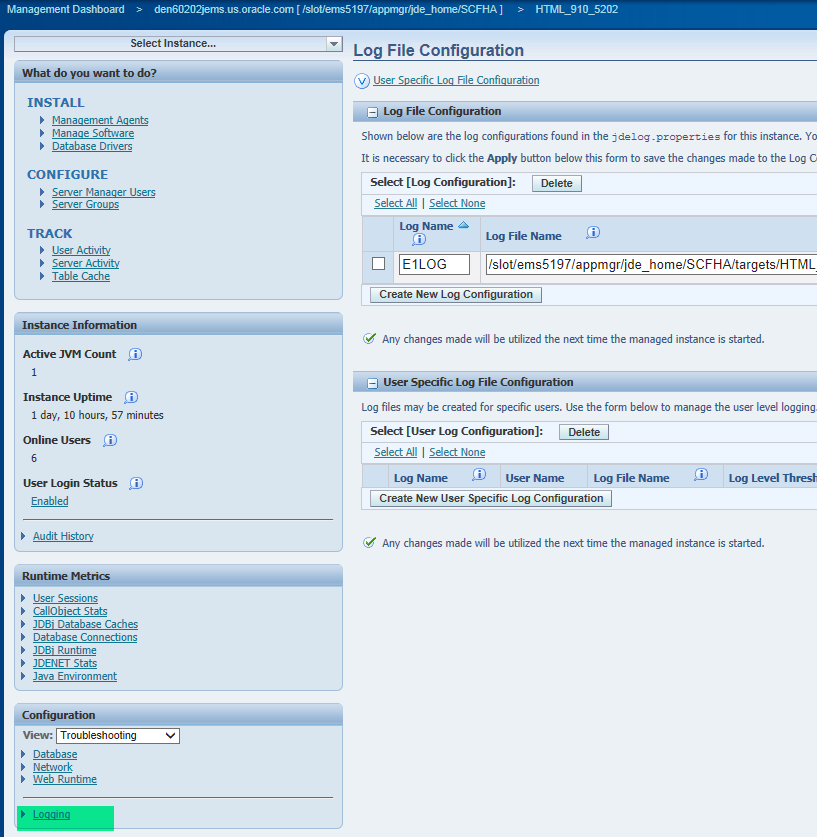 Management Dashboard > den60202jems.us.oracle.com [ /slot/ems5197/appmgr/jde_home/SCFHA ] > HTML_910_5202
Select Instance...
What do you want to do?
INSTALL
Management Agents
Manage Software
Database Drivers
CONFIGURE
Server Manager Users
Server Groups
TRACK
User Activity
Server Activity
Table Cache
Instance Information
Active JVM Count
1
Instance Uptime
1 day, 10 hours, 57 minutes
Online Users
6
User Login Status
Enabled
Audit History
Runtime Metrics
User Sessions
CallObject Stats
JDBj Database Caches
Database Connections
JDBj Runtime
JDENET Stats
Java Environment
Configuration
View: Troubleshooting
Database
Network
Web Runtime
Logging
Log File Configuration
User Specific Log File Configuration
Log File Configuration
Shown below are the log configurations found in the jdelog.properties for this instance. Yo
It is necessary to click the Apply button below this form to save the changes made to the Log C
Select [Log Configuration]: Delete
Select All | Select None
Log Name Log File Name
E1LOG /slot/ems5197/appmgr/jde_home/SCFHA/targets/HTML_
Create New Log Configuration
Any changes made will be utilized the next time the managed instance is started.
User Specific Log File Configuration
Log files may be created for specific users. Use the form below to manage the user level logging.
Select [User Log Configuration]: Delete
Select All | Select None
Log Name User Name Log File Name Log Level Thresh
Create New User Specific Log Configuration
Any changes made will be utilized the next time the managed instance is started.